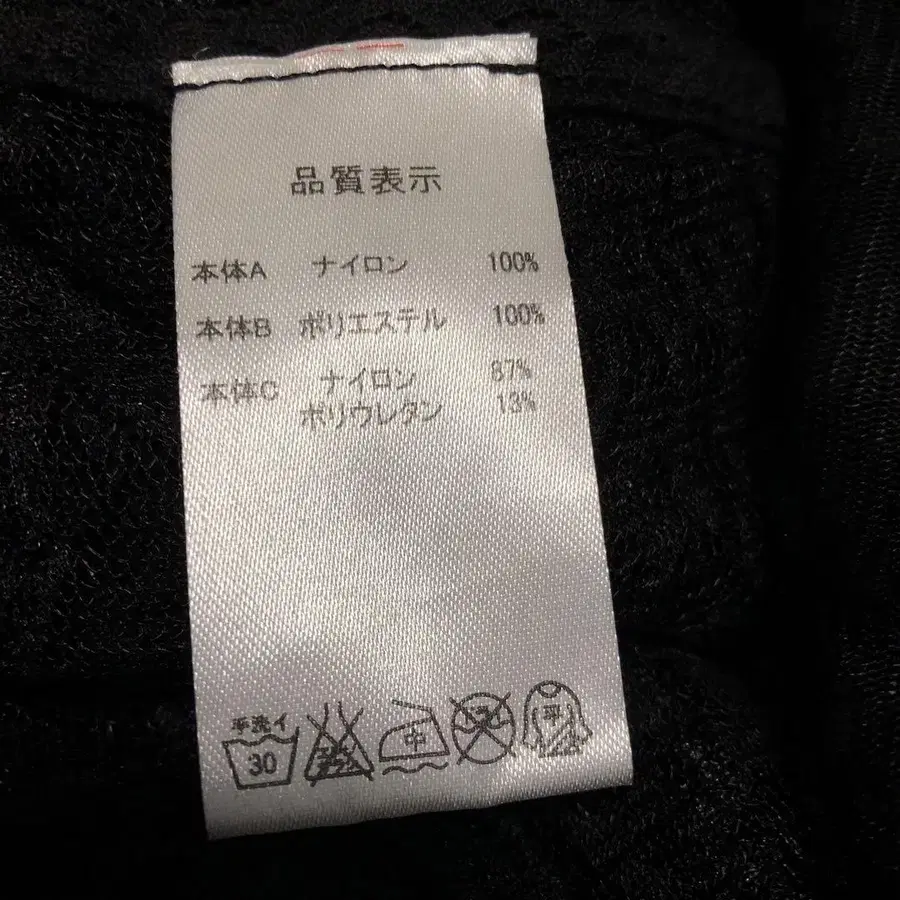 品質表示
本体A ナイロン 100%
本体B ポリエステル 100%
本体C ナイロン 87%
ポリウレタン 13%
手洗イ
30
中
平